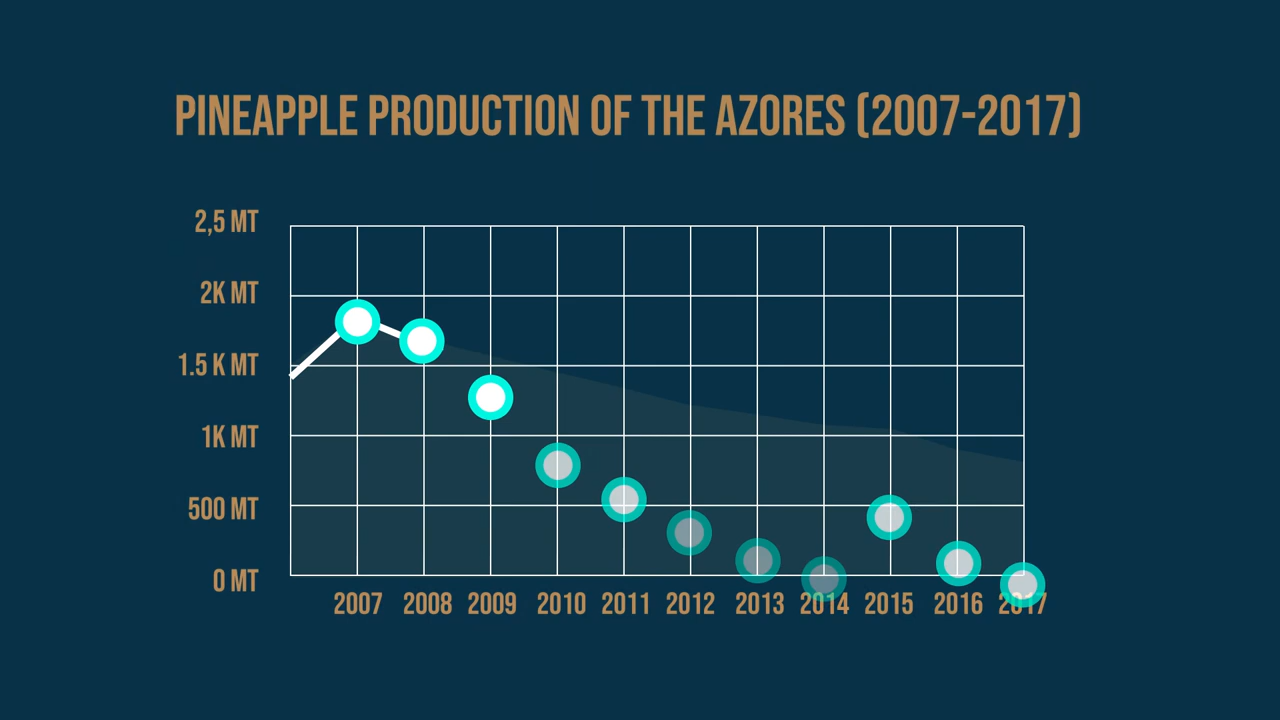 PINEAPPLE PRODUCTION OF THE AZORES (2007-2017)
2,5 MT
2K MT
1.5 K MT
1K MT
500 MT
0 MT
2007 2008 2009 2010 2011 2012 2013 2014 2015 2016 2017